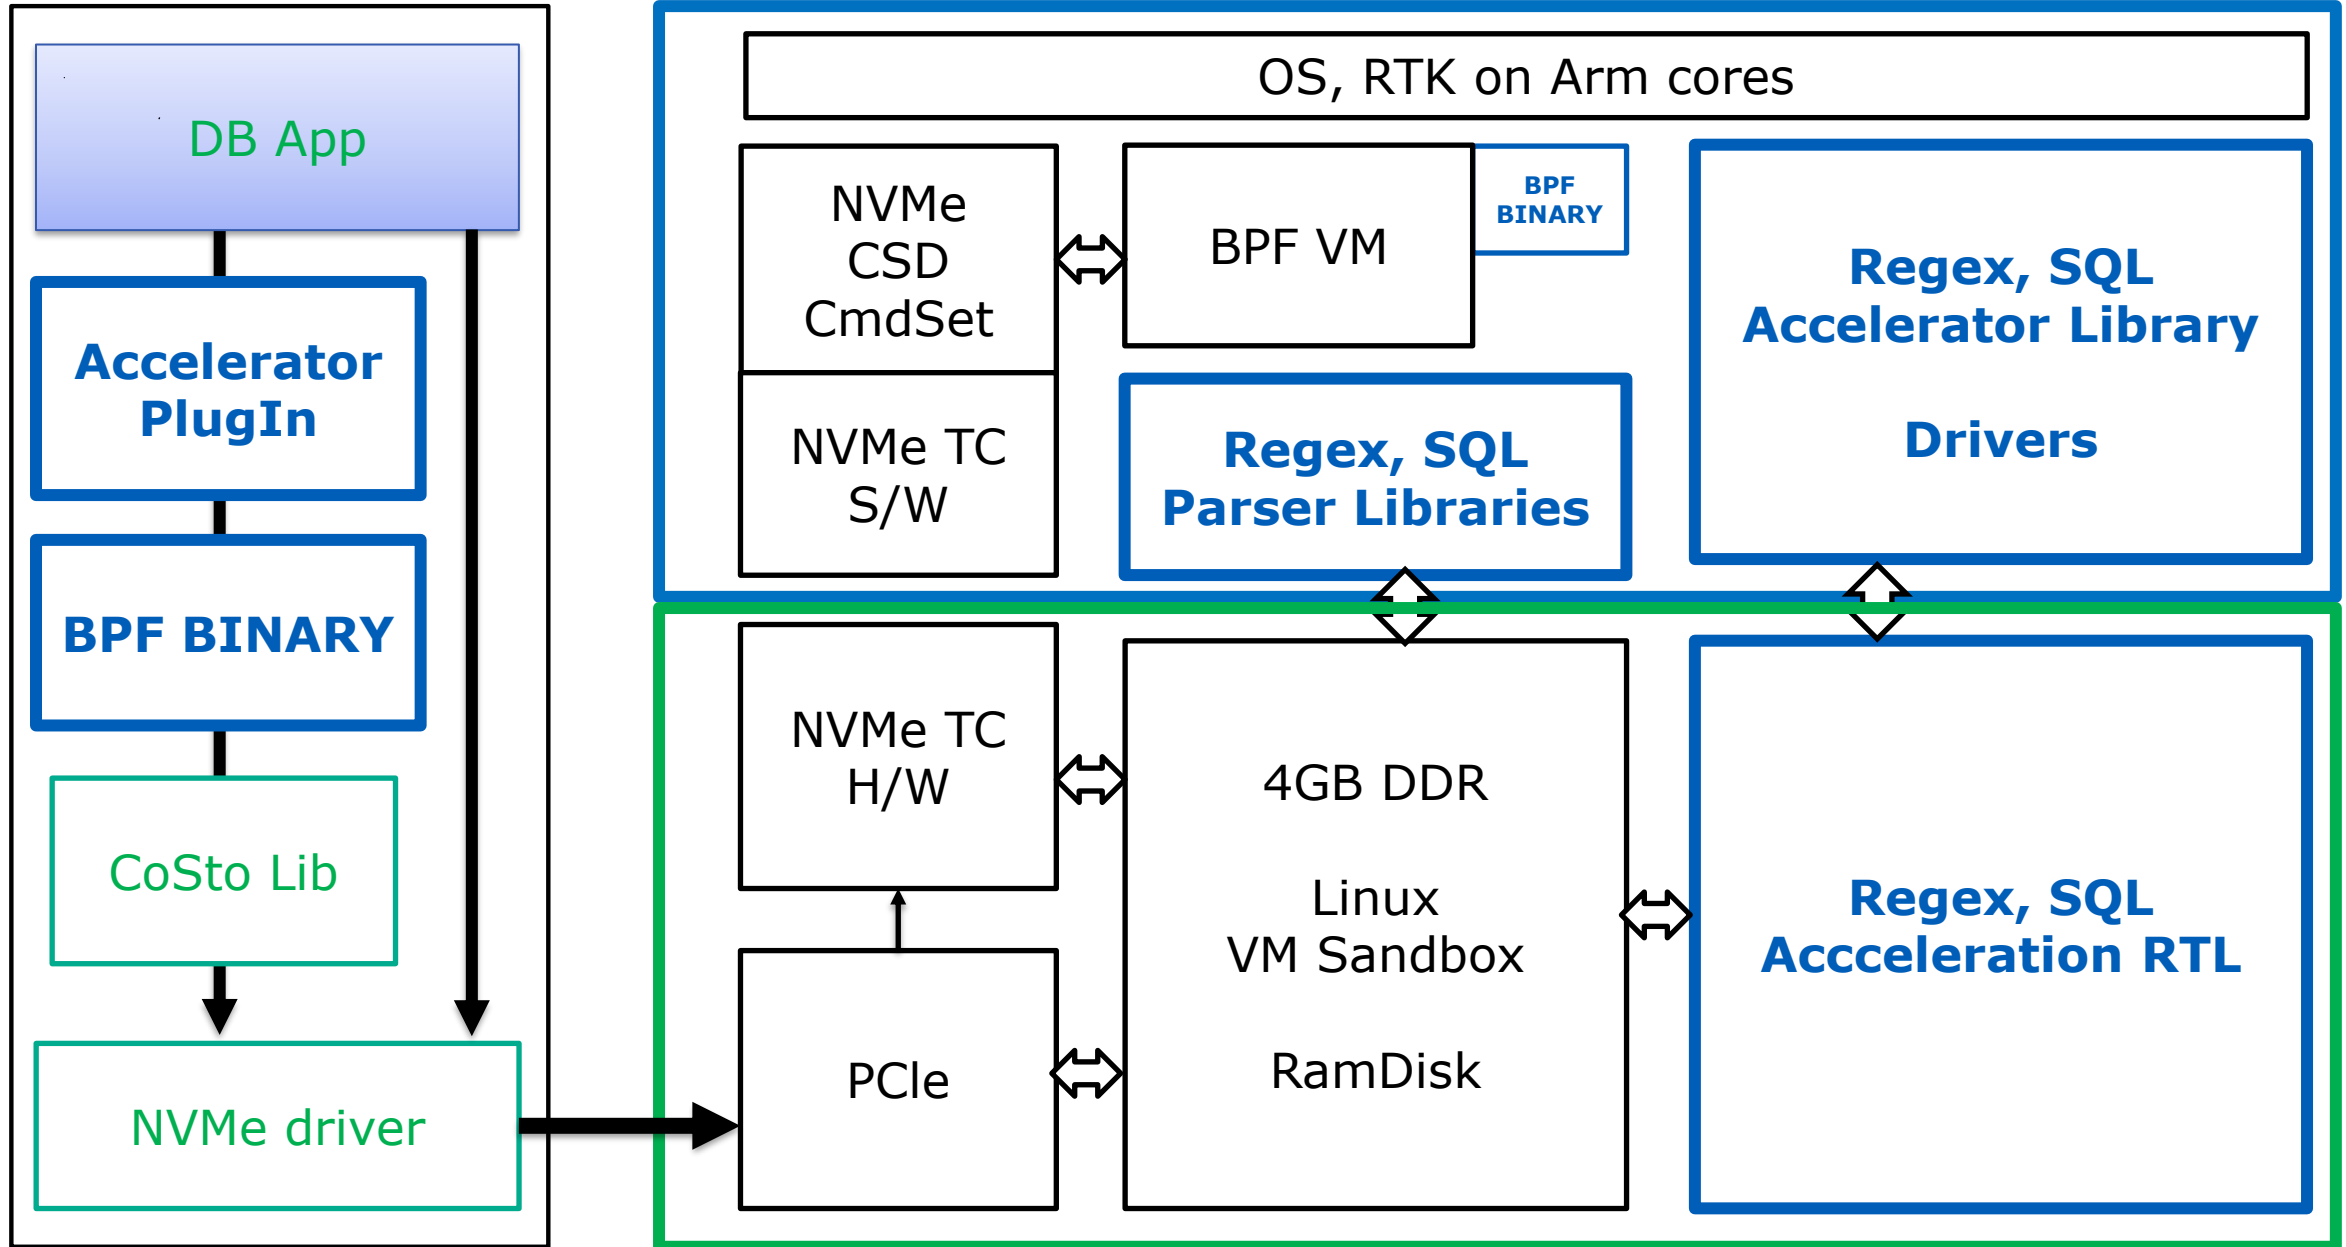 DB App
Accelerator
PlugIn
BPF BINARY
CoSto Lib
NVMe driver
OS, RTK on Arm cores
NVMe
CSD
CmdSet
BPF VM
BPF
BINARY
Regex, SQL
Accelerator Library
Drivers
NVMe TC
S/W
Regex, SQL
Parser Libraries
NVMe TC
H/W
4GB DDR
Linux
VM Sandbox
RamDisk
PCle
Regex, SQL
Accceleration RTL